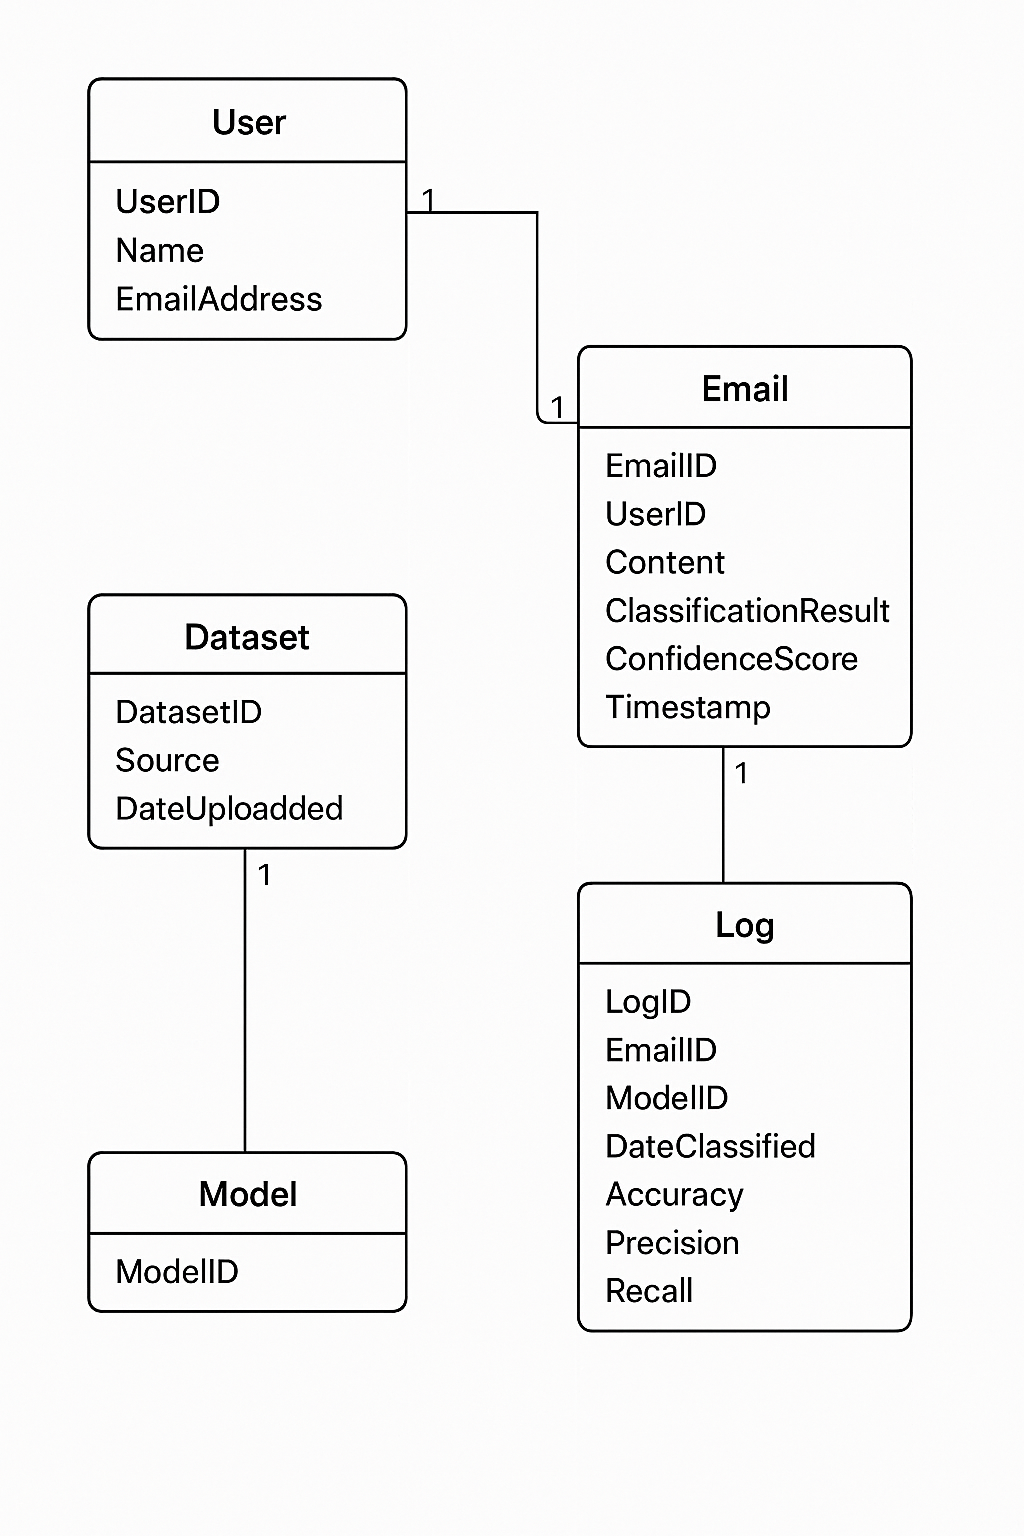 User
UserID
Name
EmailAddress
1
1
Email
EmailID
UserID
Content
ClassificationResult
ConfidenceScore
Timestamp
1
Dataset
DatasetID
Source
DateUploadded
1
Log
LogID
EmailID
ModelID
DateClassified
Accuracy
Precision
Recall
Model
ModelID